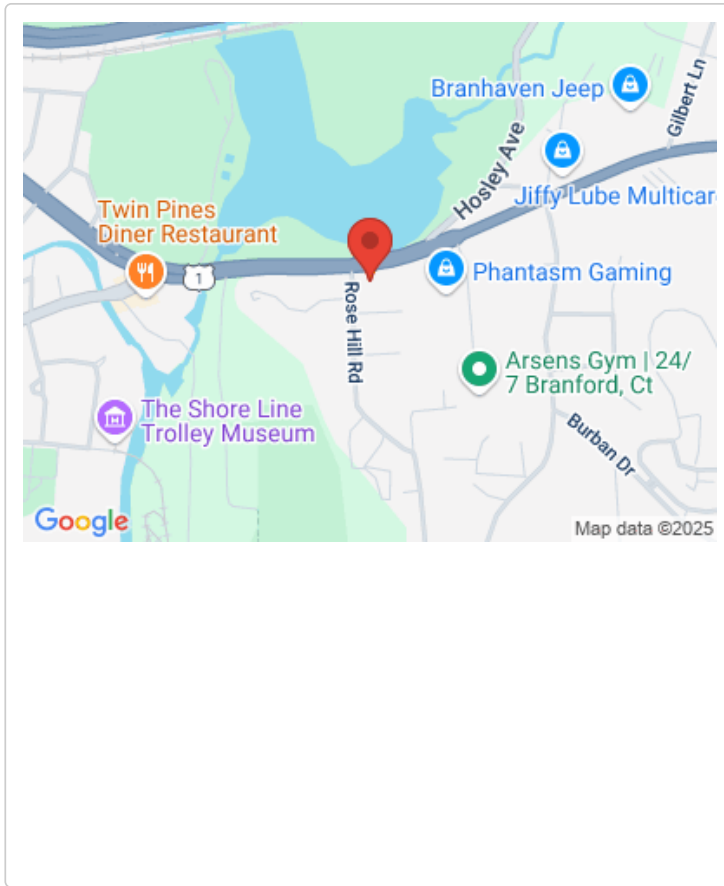 Branhaven Jeep
Gilbert Ln
Hosley Ave
Jiffy Lube Multicar
Twin Pines
Diner Restaurant
1
Phantasm Gaming
Rose Hill Rd
Arsens Gym | 24/
7 Branford, Ct
The Shore Line
Trolley Museum
Burban Dr
Google
Map data ©2025